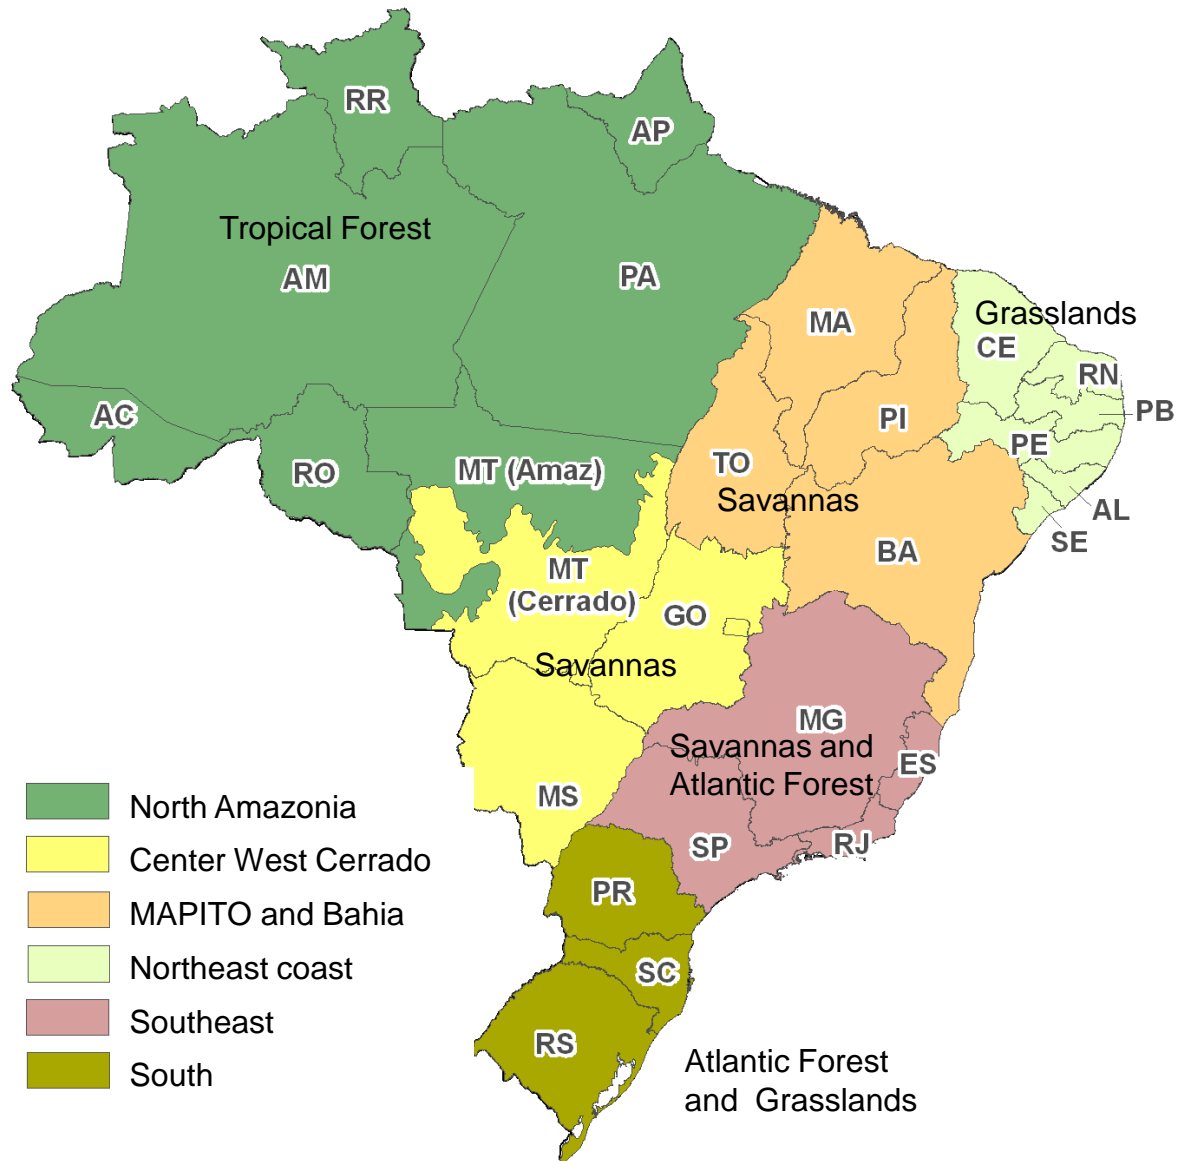 RR
AP
Tropical Forest
AM
PA
MA
Grasslands
CE
RN
PB
AC
PI
PE
RO
MT (Amaz)
TO
Savannas
AL
SE
BA
MT
(Cerrado)
GO
Savannas
MG
Savannas and
Atlantic Forest
ES
MS
SP
RJ
PR
SC
RS
North Amazonia
Center West Cerrado
MAPITO and Bahia
Northeast coast
Southeast
South
Atlantic Forest
and Grasslands